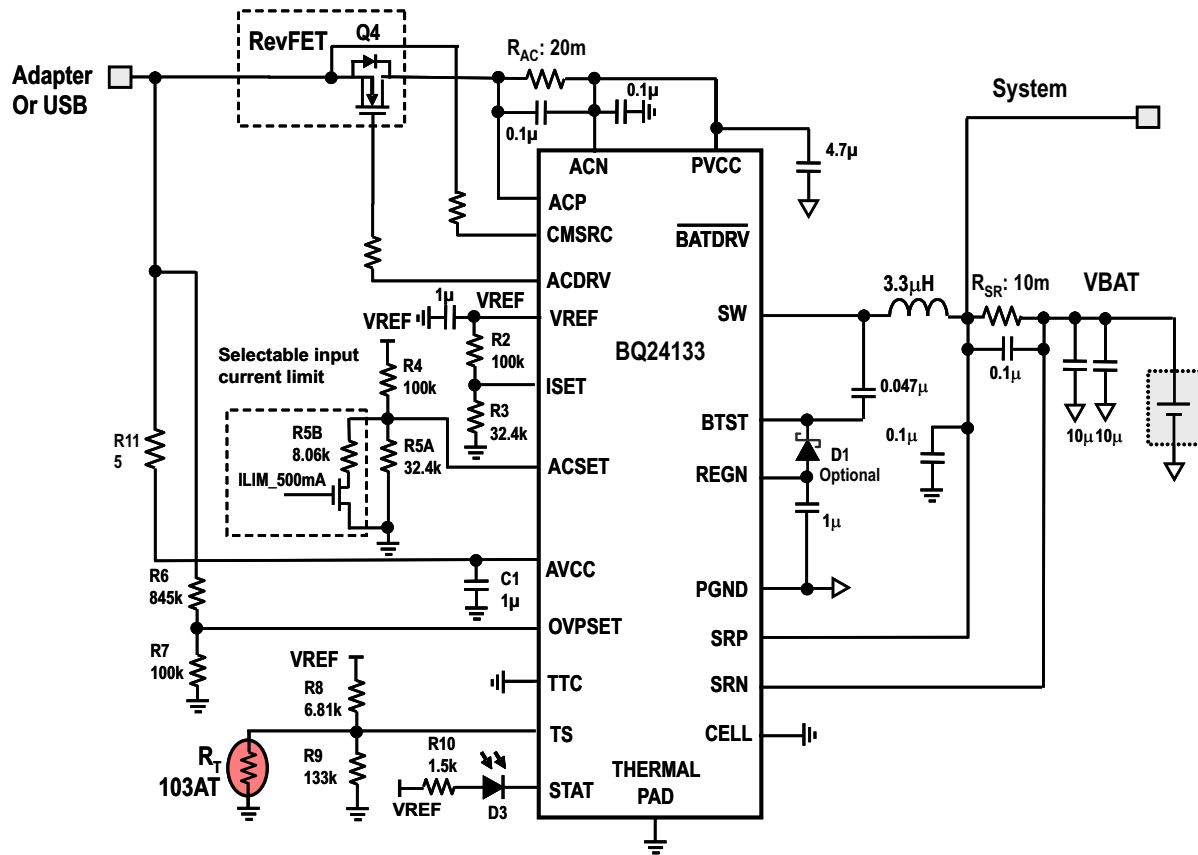 RevFET
Q4
R_AC: 20m
Adapter
Or USB
0.1µ
0.1µ
System
4.7µ
ACN
PVCC
ACP
CMSRC
BATDRV
ACDRV
1µ
VREF
VREF
VREF
SW
3.3µH
R_SR: 10m
VBAT
Selectable input
current limit
R4
100k
R2
100k
ISET
BQ24133
R3
32.4k
0.047µ
0.1µ
10µ
10µ
R11
5
R5B
8.06k
R5A
32.4k
ILIM_500mA
ACSET
BTST
REGN
D1
Optional
0.1µ
1µ
R6
845k
AVCC
C1
1µ
PGND
OVPSET
R7
100k
VREF
SRP
TTC
SRN
R8
6.81k
TS
CELL
R_T
103AT
R9
133k
R10
1.5k
VREF
D3
STAT
THERMAL
PAD